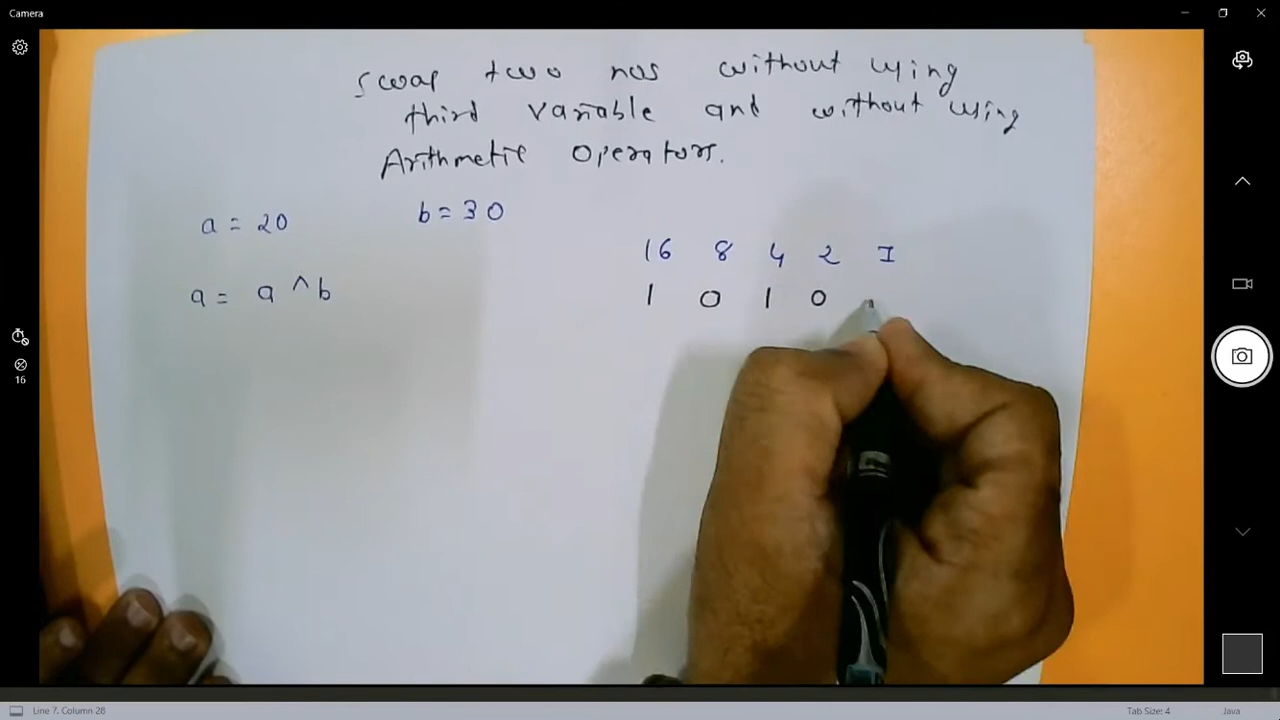 Camera
swap two nos without using
third variable and without using
Arithmetic Operators.
a = 20 b = 30
16 8 4 2 1
a = a ^ b 1 0 1 0
16
Line 7, Column 28 Tab Size: 4 Java